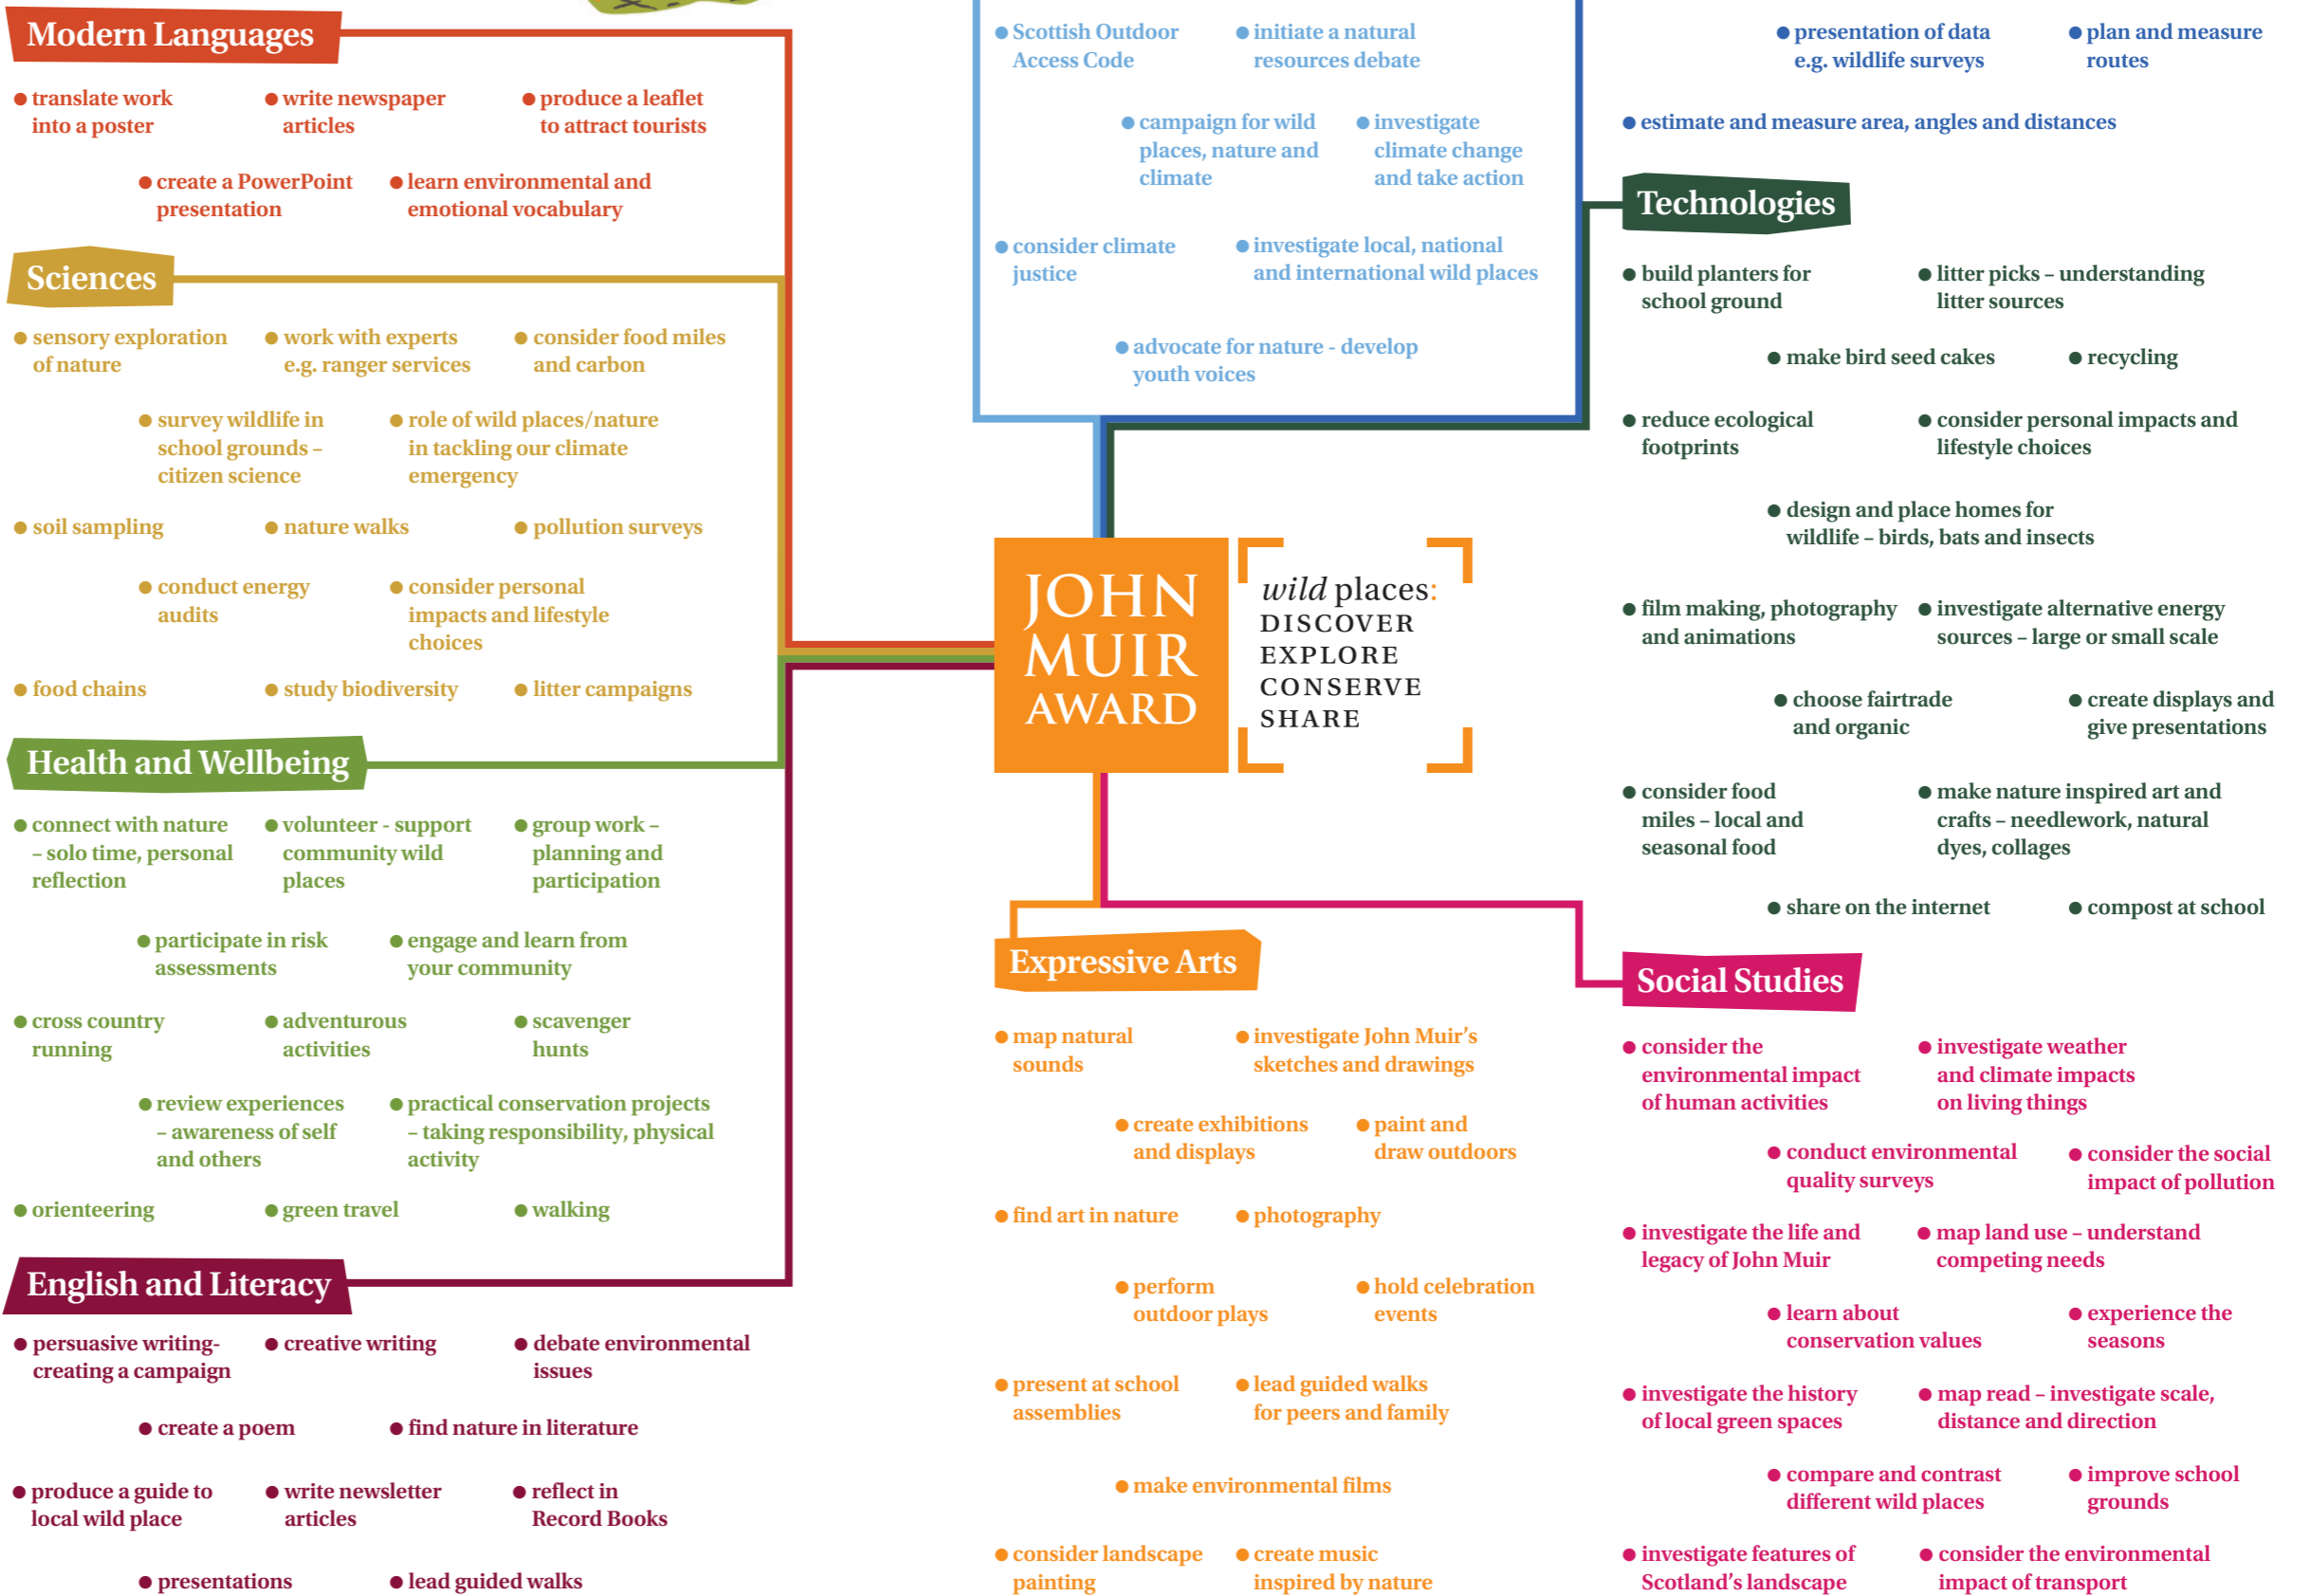 Modern Languages
● translate work
into a poster
● write newspaper
articles
● produce a leaflet
to attract tourists
● create a PowerPoint
presentation
● learn environmental and
emotional vocabulary
Sciences
● sensory exploration
of nature
● work with experts
e.g. ranger services
● consider food miles
and carbon
● survey wildlife in
school grounds –
citizen science
● role of wild places/nature
in tackling our climate
emergency
● soil sampling
● nature walks
● pollution surveys
● conduct energy
audits
● consider personal
impacts and lifestyle
choices
● food chains
● study biodiversity
● litter campaigns
Health and Wellbeing
● connect with nature
– solo time, personal
reflection
● volunteer - support
community wild
places
● group work –
planning and
participation
● participate in risk
assessments
● engage and learn from
your community
● cross country
running
● adventurous
activities
● scavenger
hunts
● review experiences
– awareness of self
and others
● practical conservation projects
– taking responsibility, physical
activity
● orienteering
● green travel
● walking
English and Literacy
● persuasive writing-
creating a campaign
● creative writing
● debate environmental
issues
● create a poem
● find nature in literature
● produce a guide to
local wild place
● write newsletter
articles
● reflect in
Record Books
● presentations
● lead guided walks
● Scottish Outdoor
Access Code
● initiate a natural
resources debate
● campaign for wild
places, nature and
climate
● investigate
climate change
and take action
● consider climate
justice
● investigate local, national
and international wild places
● advocate for nature - develop
youth voices
JOHN
MUIR
AWARD
wild places:
DISCOVER
EXPLORE
CONSERVE
SHARE
Expressive Arts
● map natural
sounds
● investigate John Muir’s
sketches and drawings
● create exhibitions
and displays
● paint and
draw outdoors
● find art in nature
● photography
● perform
outdoor plays
● hold celebration
events
● present at school
assemblies
● lead guided walks
for peers and family
● make environmental films
● consider landscape
painting
● create music
inspired by nature
● presentation of data
e.g. wildlife surveys
● plan and measure
routes
● estimate and measure area, angles and distances
Technologies
● build planters for
school ground
● litter picks – understanding
litter sources
● make bird seed cakes
● recycling
● reduce ecological
footprints
● consider personal impacts and
lifestyle choices
● design and place homes for
wildlife – birds, bats and insects
● film making, photography
and animations
● investigate alternative energy
sources – large or small scale
● choose fairtrade
and organic
● create displays and
give presentations
● consider food
miles – local and
seasonal food
● make nature inspired art and
crafts – needlework, natural
dyes, collages
● share on the internet
● compost at school
Social Studies
● consider the
environmental impact
of human activities
● investigate weather
and climate impacts
on living things
● conduct environmental
quality surveys
● consider the social
impact of pollution
● investigate the life and
legacy of John Muir
● map land use – understand
competing needs
● learn about
conservation values
● experience the
seasons
● investigate the history
of local green spaces
● map read – investigate scale,
distance and direction
● compare and contrast
different wild places
● improve school
grounds
● investigate features of
Scotland’s landscape
● consider the environmental
impact of transport